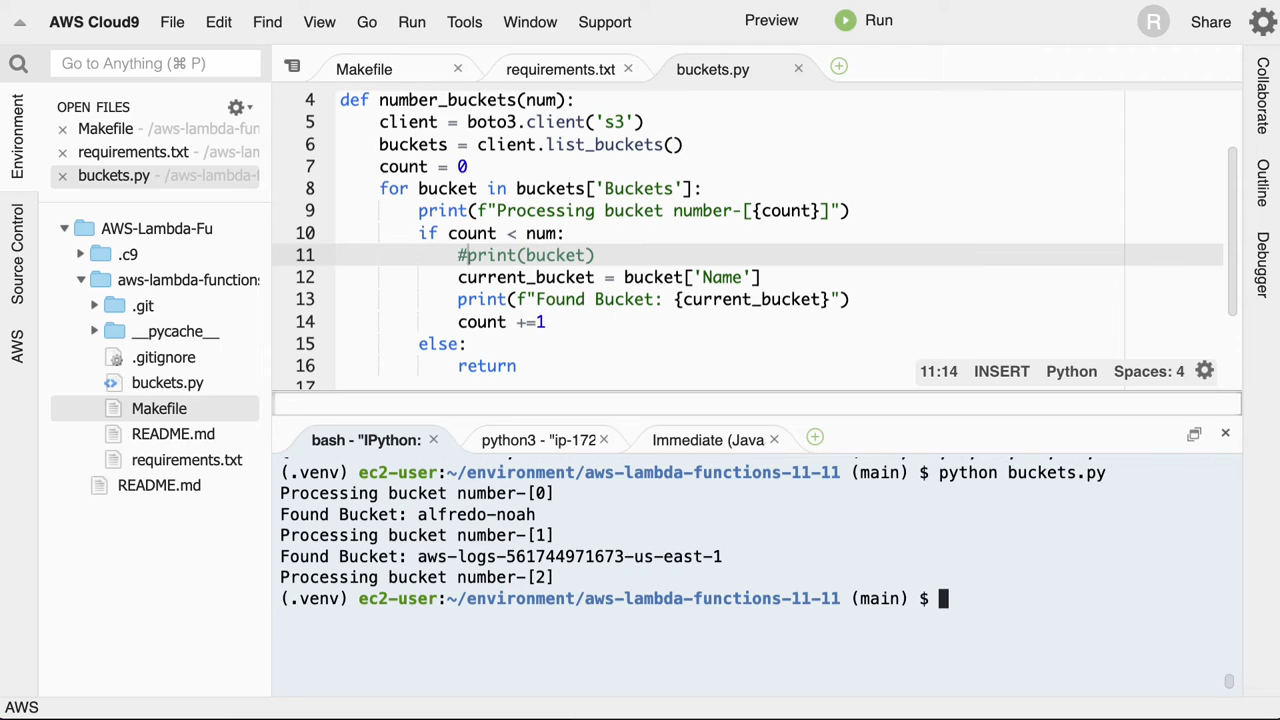 AWS Cloud9 File Edit Find View Go Run Tools Window Support Preview Run R Share
Go to Anything (⌘ P)
Makefile × requirements.txt × buckets.py ×
Environment
Source Control
AWS
OPEN FILES
× Makefile - /aws-lambda-fun
× requirements.txt - /aws-la
× buckets.py - /aws-lambda-f
AWS-Lambda-Fu
.c9
aws-lambda-functions
.git
__pycache__
.gitignore
buckets.py
Makefile
README.md
requirements.txt
README.md
4 def number_buckets(num):
5 client = boto3.client('s3')
6 buckets = client.list_buckets()
7 count = 0
8 for bucket in buckets['Buckets']:
9 print(f"Processing bucket number-[{count}]")
10 if count < num:
11 #print(bucket)
12 current_bucket = bucket['Name']
13 print(f"Found Bucket: {current_bucket}")
14 count +=1
15 else:
16 return
17
11:14 INSERT Python Spaces: 4
Collaborate
Outline
Debugger
bash - "IPython: × python3 - "ip-172 × Immediate (Java ×
(.venv) ec2-user:~/environment/aws-lambda-functions-11-11 (main) $ python buckets.py
Processing bucket number-[0]
Found Bucket: alfredo-noah
Processing bucket number-[1]
Found Bucket: aws-logs-561744971673-us-east-1
Processing bucket number-[2]
(.venv) ec2-user:~/environment/aws-lambda-functions-11-11 (main) $
AWS